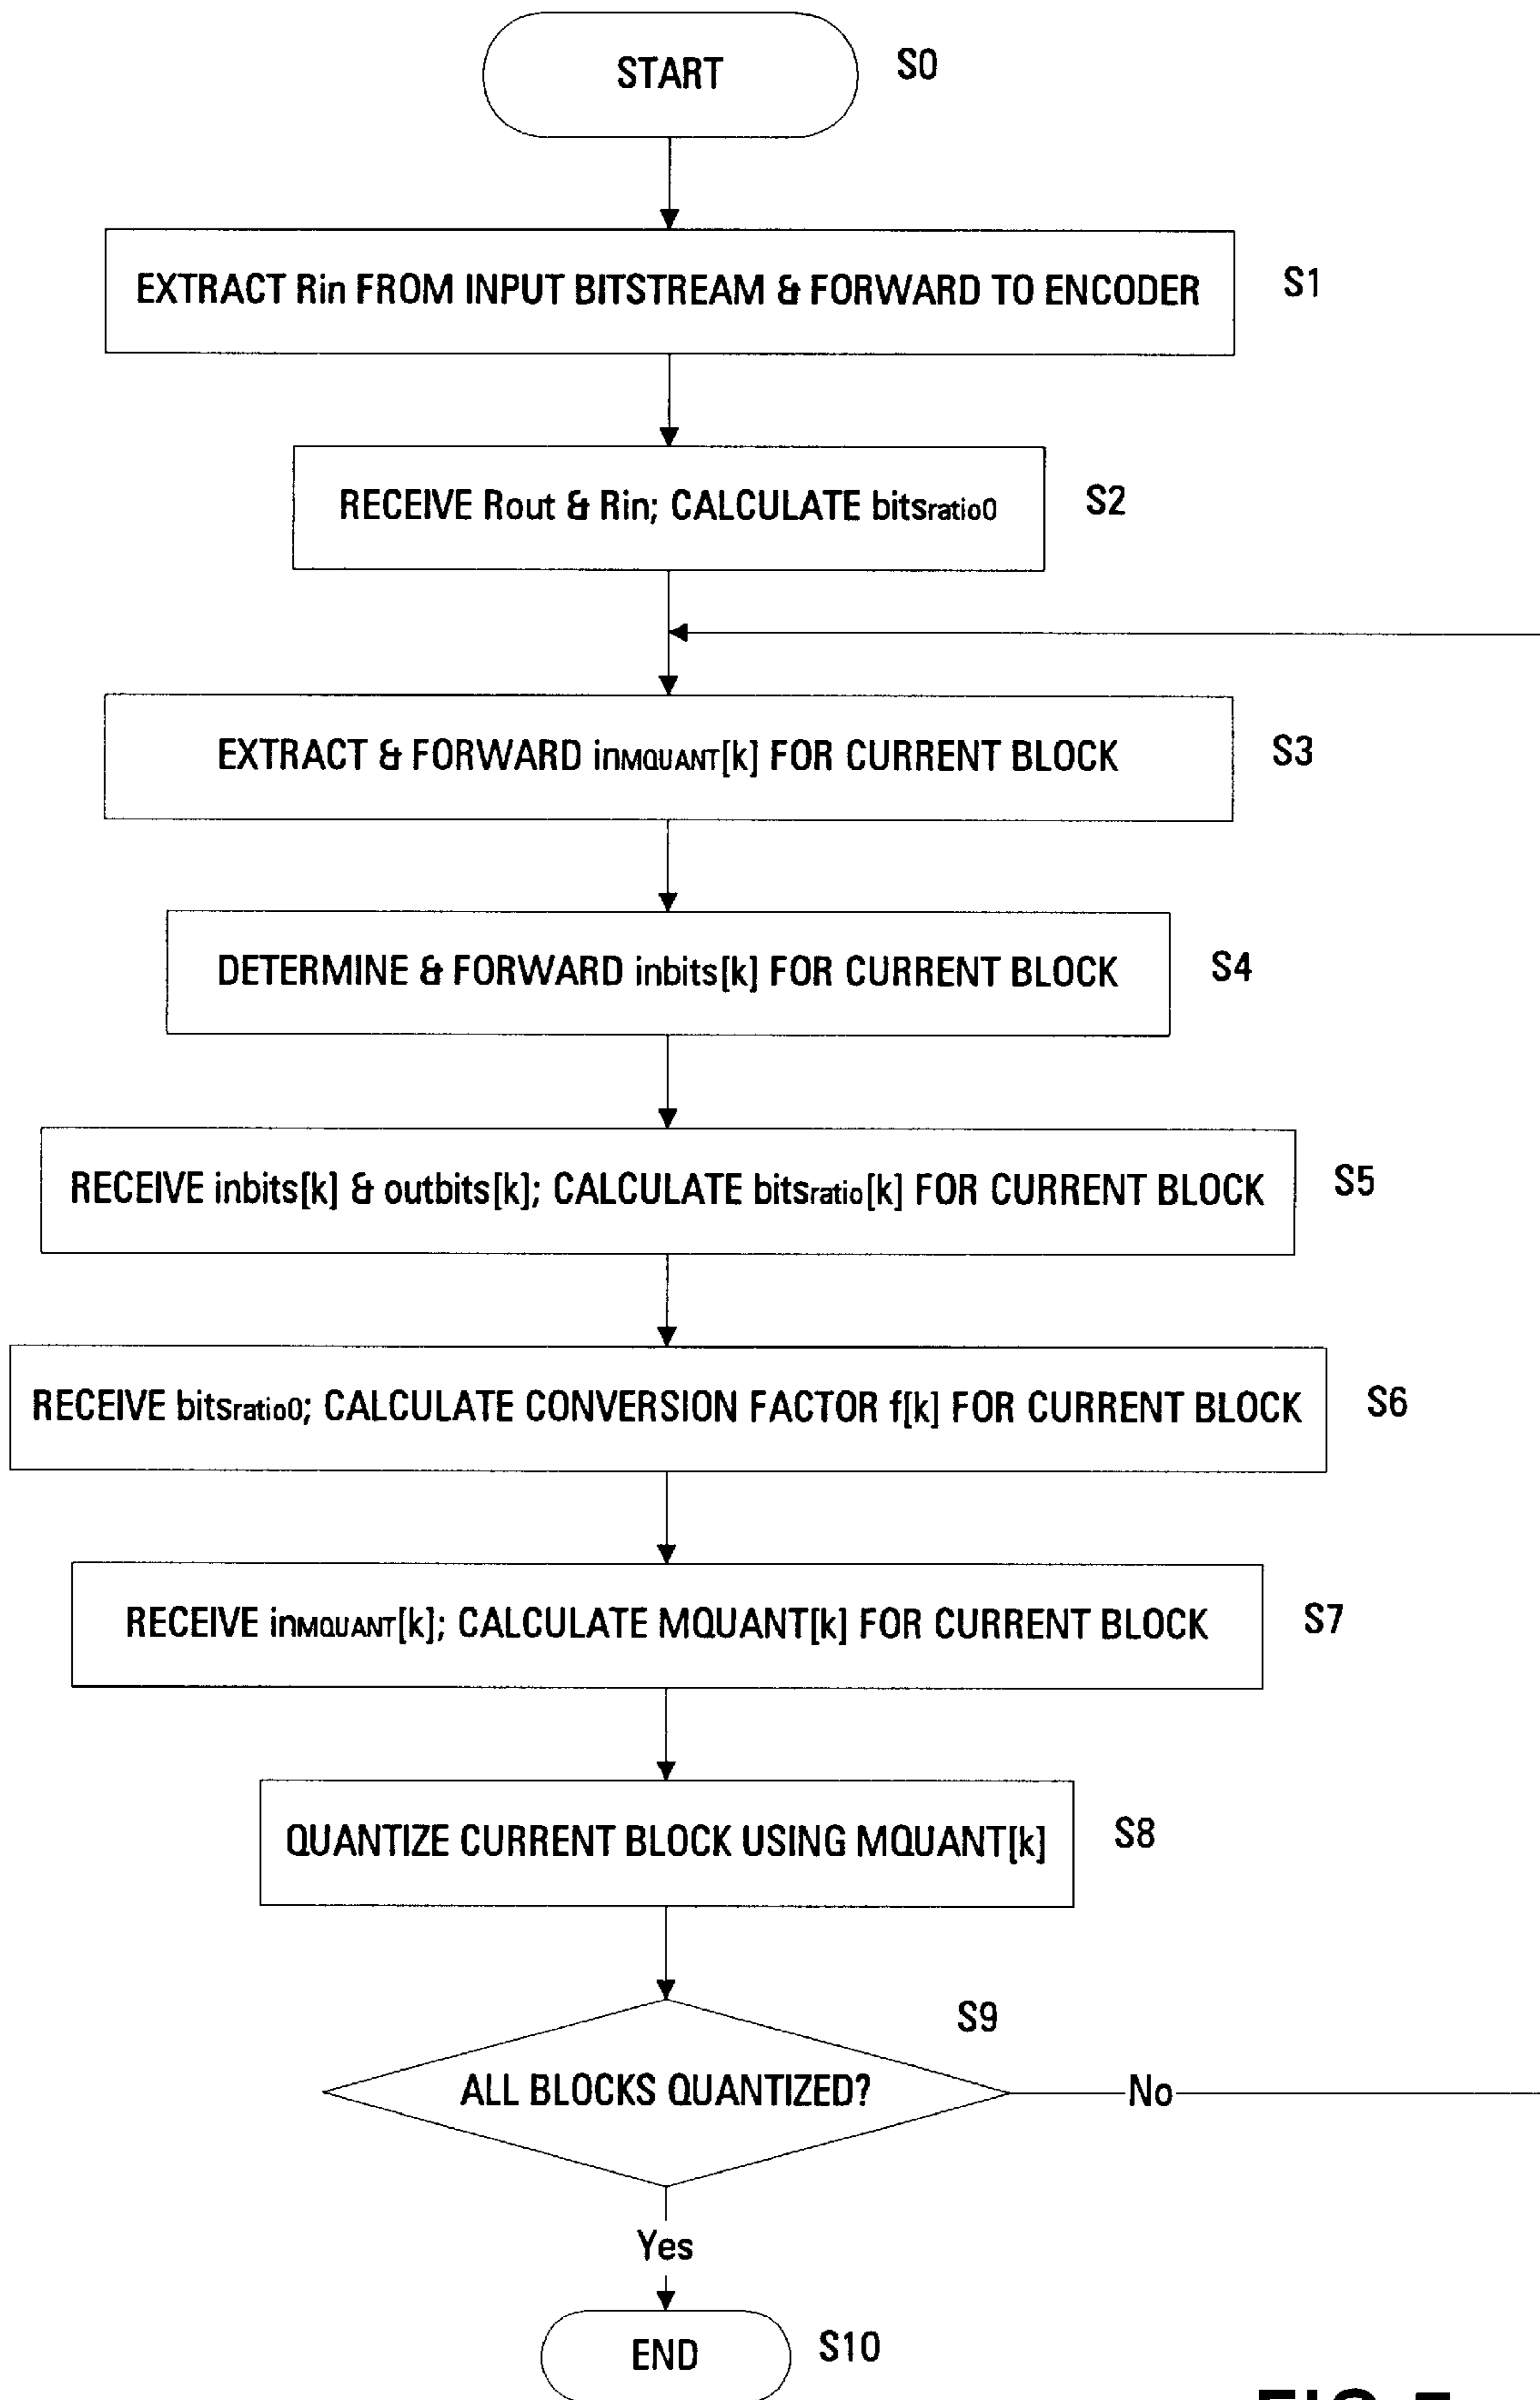 START
S0
EXTRACT Rin FROM INPUT BITSTREAM & FORWARD TO ENCODER
S1
RECEIVE Rout & Rin; CALCULATE bitsratio0
S2
EXTRACT & FORWARD inMQUANT[k] FOR CURRENT BLOCK
S3
DETERMINE & FORWARD inbits[k] FOR CURRENT BLOCK
S4
RECEIVE inbits[k] & outbits[k]; CALCULATE bitsratio[k] FOR CURRENT BLOCK
S5
RECEIVE bitsratio0; CALCULATE CONVERSION FACTOR f[k] FOR CURRENT BLOCK
S6
RECEIVE inMQUANT[k]; CALCULATE MQUANT[k] FOR CURRENT BLOCK
S7
QUANTIZE CURRENT BLOCK USING MQUANT[k]
S8
S9
ALL BLOCKS QUANTIZED?
No
Yes
END
S10